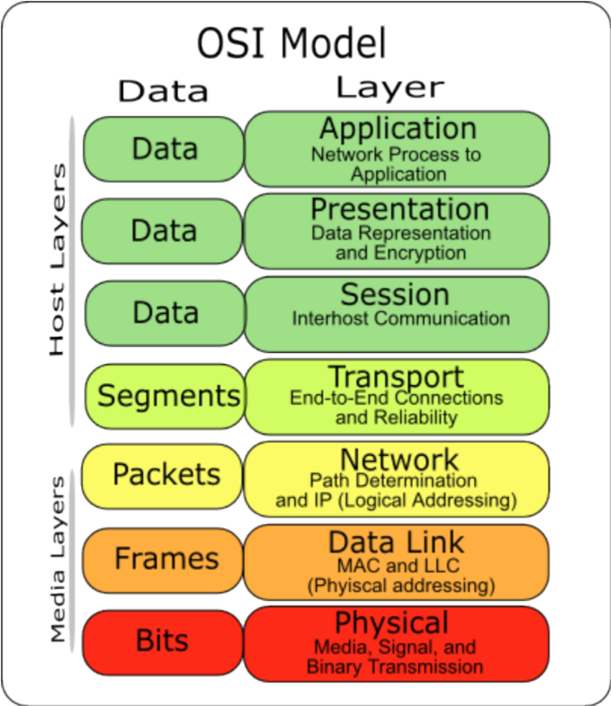 OSI Model
Data
Layer
Host Layers
Data
Application
Network Process to
Application
Data
Presentation
Data Representation
and Encryption
Data
Session
Interhost Communication
Segments
Transport
End-to-End Connections
and Reliability
Media Layers
Packets
Network
Path Determination
and IP (Logical Addressing)
Frames
Data Link
MAC and LLC
(Phyiscal addressing)
Bits
Physical
Media, Signal, and
Binary Transmission